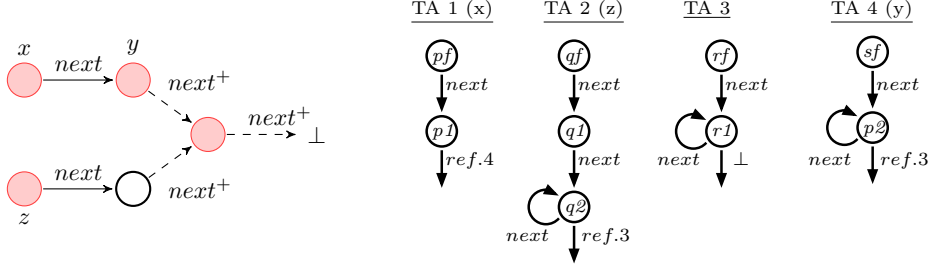 TA 1 (x) TA 2 (z) TA 3 TA 4 (y)
x y
next
next+
next+
⊥
next
next+
z
pf
next
p1
ref.4
qf
next
q1
next
q2
next ref.3
rf
next
r1
next ⊥
sf
next
p2
next ref.3